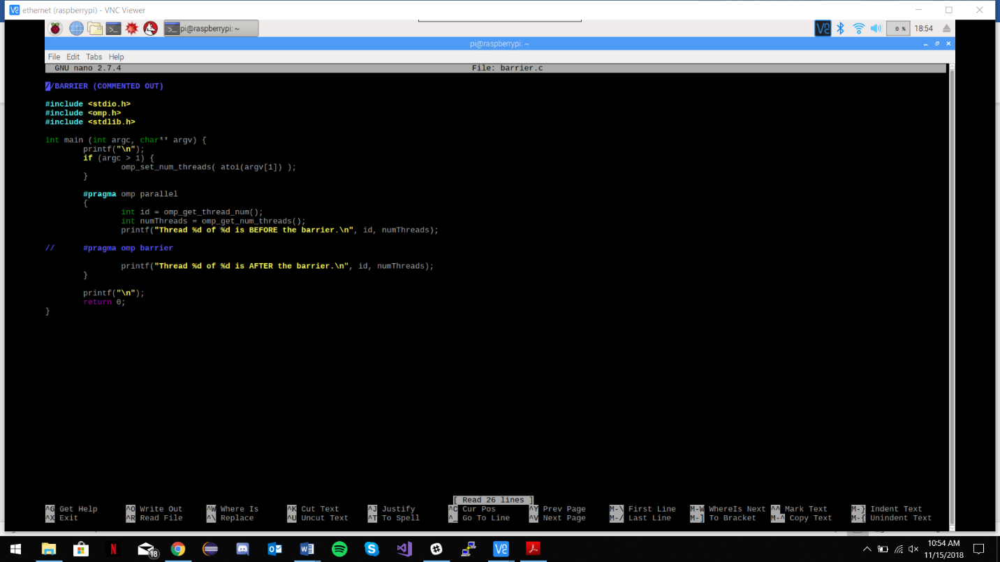 ethernet (raspberrypi) - VNC Viewer
pi@raspberrypi: ~
0 %
18:54
pi@raspberrypi: ~
File Edit Tabs Help
GNU nano 2.7.4 File: barrier.c
//BARRIER (COMMENTED OUT)
#include <stdio.h>
#include <omp.h>
#include <stdlib.h>
int main (int argc, char** argv) {
printf("\n");
if (argc > 1) {
omp_set_num_threads( atoi(argv[1]) );
}
#pragma omp parallel
{
int id = omp_get_thread_num();
int numThreads = omp_get_num_threads();
printf("Thread %d of %d is BEFORE the barrier.\n", id, numThreads);
// #pragma omp barrier
printf("Thread %d of %d is AFTER the barrier.\n", id, numThreads);
}
printf("\n");
return 0;
}
[ Read 26 lines ]
^G Get Help ^O Write Out ^W Where Is ^K Cut Text ^J Justify ^C Cur Pos ^Y Prev Page M-\ First Line M-W WhereIs Next ^^ Mark Text M-} Indent Text
^X Exit ^R Read File ^\ Replace ^U Uncut Text ^T To Spell ^_ Go To Line ^V Next Page M-/ Last Line M-] To Bracket M-^ Copy Text M-{ Unindent Text
18
10:54 AM
11/15/2018